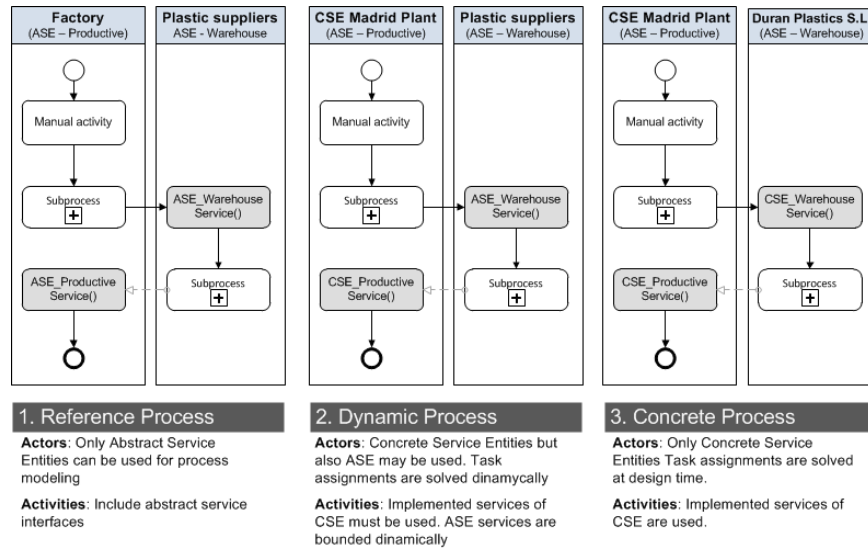 Factory
(ASE – Productive)
Plastic suppliers
ASE - Warehouse
Manual activity
Subprocess
ASE_Warehouse
Service()
ASE_Productive
Service()
Subprocess
CSE Madrid Plant
(ASE – Productive)
Plastic suppliers
(ASE – Warehouse)
Manual activity
Subprocess
ASE_Warehouse
Service()
CSE_Productive
Service()
Subprocess
CSE Madrid Plant
(ASE – Productive)
Duran Plastics S.L
(ASE – Warehouse)
Manual activity
Subprocess
CSE_Warehouse
Service()
CSE_Productive
Service()
Subprocess
1. Reference Process
Actors: Only Abstract Service
Entities can be used for process
modeling
Activities: Include abstract service
interfaces
2. Dynamic Process
Actors: Concrete Service Entities but
also ASE may be used. Task
assignments are solved dinamycally
Activities: Implemented services of
CSE must be used. ASE services are
bounded dinamically
3. Concrete Process
Actors: Only Concrete Service
Entities Task assignments are solved
at design time.
Activities: Implemented services of
CSE are used.